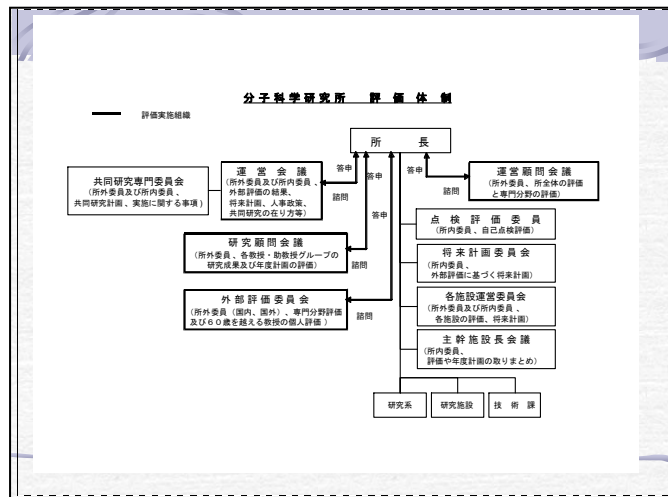 分子科学研究所 評価体制
評価実施組織
所 長
共同研究専門委員会
(所外委員及び所内委員、
共同研究計画、実施に関する事項)
運 営 会 議
(所外委員及び所内委員、
外部評価の結果、
将来計画、人事政策、
共同研究の在り方等)
答申
諮問
研 究 顧 問 会 議
(所外委員、各教授・助教授グループの
研究成果及び年度計画の評価)
答申
諮問
外 部 評 価 委 員 会
(所外委員(国内、国外)、専門分野評価
及び60歳を越える教授の個人評価)
答申
諮問
運 営 顧 問 会 議
(所外委員、所全体の評価
と専門分野の評価)
答申
諮問
点 検 評 価 委 員
(所内委員、自己点検評価)
将 来 計 画 委 員 会
(所内委員、
外部評価に基づく将来計画)
各施設運営委員会
(所外委員及び所内委員、
各施設の評価、将来計画)
主 幹 施 設 長 会 議
(所内委員、
評価や年度計画の取りまとめ)
研究系
研究施設
技 術 課